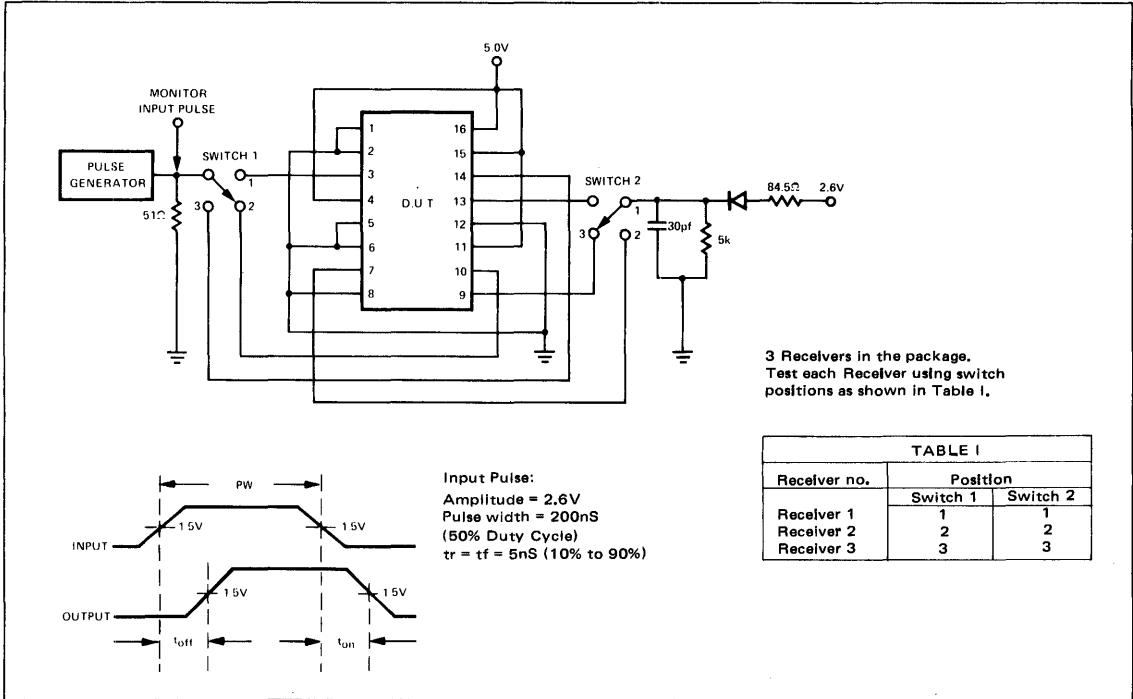 5.0V
MONITOR
INPUT PULSE
PULSE
GENERATOR
SWITCH 1
1
2
3
51Ω
D.U.T
1
2
3
4
5
6
7
8
16
15
14
13
12
11
10
9
SWITCH 2
1
3
2
30pf
5k
84.5Ω
2.6V
3 Receivers in the package.
Test each Receiver using switch
positions as shown in Table I.
TABLE I
Receiver no. Position
Switch 1 Switch 2
Receiver 1 1 1
Receiver 2 2 2
Receiver 3 3 3
PW
INPUT
1 5V
1 5V
OUTPUT
1 5V
1 5V
toff
ton
Input Pulse:
Amplitude = 2.6V
Pulse width = 200nS
(50% Duty Cycle)
tr = tf = 5nS (10% to 90%)